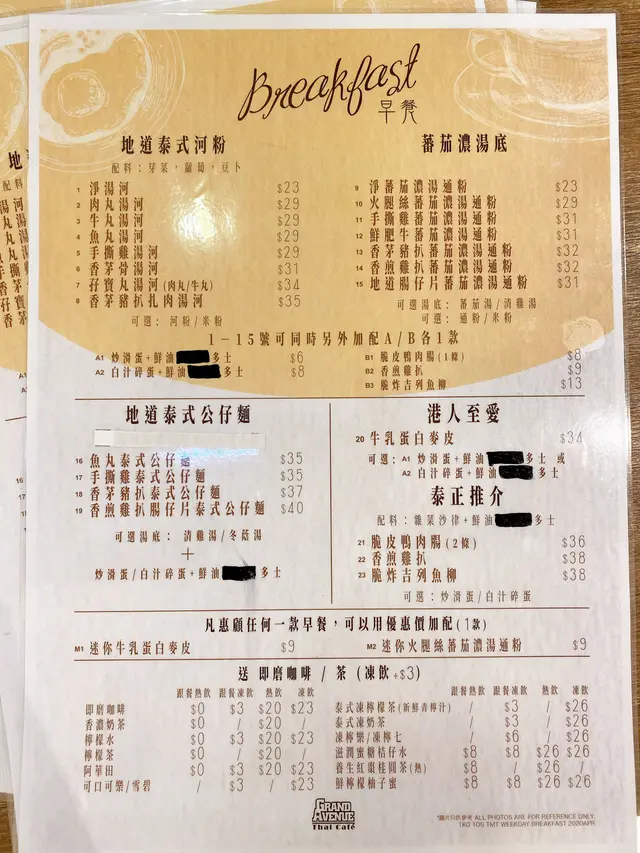 Breakfast
早餐
地道泰式河粉
配料：芽菜，蘿蔔，豆卜
1 淨湯河 $23
2 肉丸湯河 $29
3 牛丸湯河 $29
4 魚丸湯河 $29
5 手撕雞湯河 $29
6 香茅骨湯河 $31
7 孖寶丸湯河(肉丸/牛丸) $34
8 香茅豬扒扎肉湯河 $35
蕃茄濃湯底
9 淨蕃茄濃湯通粉 $23
10 火腿絲蕃茄濃湯通粉 $29
11 手撕雞蕃茄濃湯通粉 $31
12 鮮肥牛蕃茄濃湯通粉 $31
13 香茅豬扒蕃茄濃湯通粉 $32
14 香煎雞扒蕃茄濃湯通粉 $32
15 地道腸仔片蕃茄濃湯通粉 $31
可選湯底：蕃茄湯/清雞湯
可選：河粉/米粉
可選：通粉/米粉
1－15號可同時另外加配A/B各1款
A1 炒滑蛋+鮮油 多士 $6
A2 白汁碎蛋+鮮油 多士 $8
B1 脆皮鴨肉腸(1條) $8
B2 香煎雞扒 $9
B3 脆炸吉列魚柳 $13
地道泰式公仔麵
16 魚丸泰式公仔麵 $35
17 手撕雞泰式公仔麵 $35
18 香茅豬扒泰式公仔麵 $37
19 香煎雞扒腸仔片泰式公仔麵 $40
可選湯底：清雞湯/冬菇湯
+
炒滑蛋/白汁碎蛋+鮮油 多士
港人至愛
20 牛乳蛋白麥皮 $34
可選：A1 炒滑蛋+鮮油 多士 或
A2 白汁碎蛋+鮮油 多士
泰正推介
配料：雜菜沙律+鮮油 多士
21 脆皮鴨肉腸(2條) $36
22 香煎雞扒 $38
23 脆炸吉列魚柳 $38
可選：炒滑蛋/白汁碎蛋
凡惠顧任何一款早餐，可以用優惠價加配(1款)
M1 迷你牛乳蛋白麥皮 $9
M2 迷你火腿絲蕃茄濃湯通粉 $9
送 即磨咖啡 / 茶 (凍飲+$3)
跟餐熱飲 跟餐凍飲 熱飲 凍飲
即磨咖啡 $0 $3 $20 $23
香濃奶茶 $0 / $20 /
檸檬水 $0 $3 $20 $23
檸檬茶 $0 / $20 /
阿華田 $0 $3 $20 $23
可口可樂/雪碧 / $3 / $23
跟餐熱飲 跟餐凍飲 熱飲 凍飲
泰式凍檸檬茶(新鮮青檸汁) / $3 / $26
泰式凍奶茶 / $3 / $26
凍檸樂/凍檸七 / $6 / $26
滋潤蜜糖桔仔水 $8 $8 $26 $26
養生紅棗桂圓茶(熱) $8 / $26 /
鮮檸檬柚子蜜 $8 $8 $26 $26
GRAND AVENUE
Thai Café
*圖片只供參考 ALL PHOTOS ARE FOR REFERENCE ONLY.
TKO TOS TMT WEEKDAY BREAKFAST 2020APR